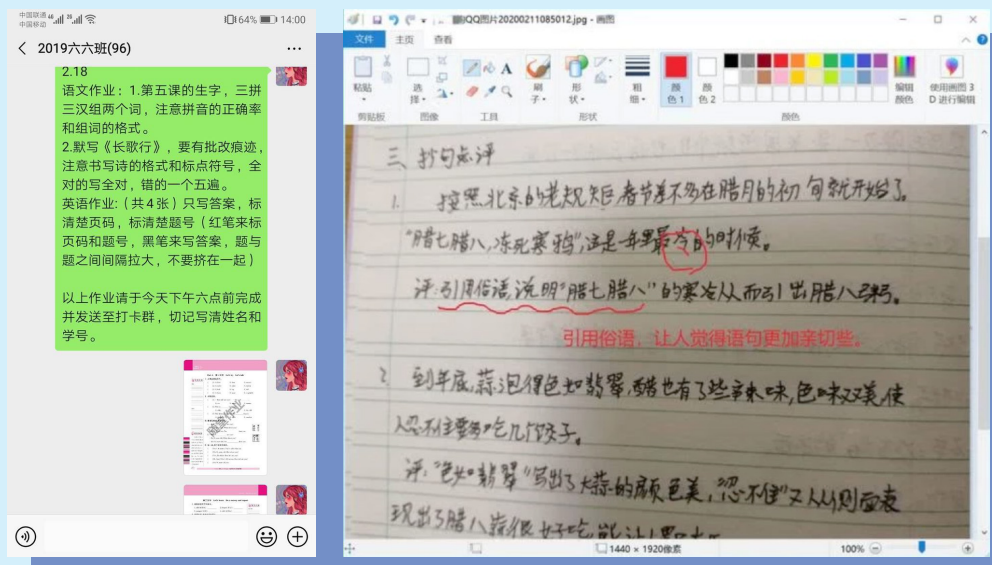 中国联通
中国移动
64%
14:00
2019六六班(96)
2.18
语文作业：1.第五课的生字，三拼
三汉组两个词，注意拼音的正确率
和组词的格式。
2.默写《长歌行》，要有批改痕迹，
注意书写诗的格式和标点符号，全
对的写全对，错的一个五遍。
英语作业:（共4张）只写答案，标
清楚页码，标清楚题号（红笔来标
页码和题号，黑笔来写答案，题与
题之间间隔拉大，不要挤在一起）
以上作业请于今天下午六点前完成
并发送至打卡群，切记写清姓名和
学号。
QQ图片20200211085012.jpg - 画图
文件 主页 查看
粘贴
选择
刷子
形状
粗细
颜色 1
颜色 2
编辑颜色
使用画图 3D 进行编辑
剪贴板 图像 工具 形状 颜色
三、抄句点评
1. 按照北京的老规矩,春节差不多在腊月的初旬就开始了。
"腊七腊八,冻死寒鸦",这是一年里最冷的时候。
评:引用俗语,说明"腊七腊八"的寒冷从而引出腊八粥。
引用俗语，让人觉得语句更加亲切些。
2. 到年底,蒜泡得色如翡翠,醋也有了些辣味,色味双美,使
人忍不住要多吃几个饺子。
评:"色如翡翠"写出了大蒜的颜色美,"忍不住"又从侧面表
现出了腊八蒜很好吃,
1440 × 1920像素
100%